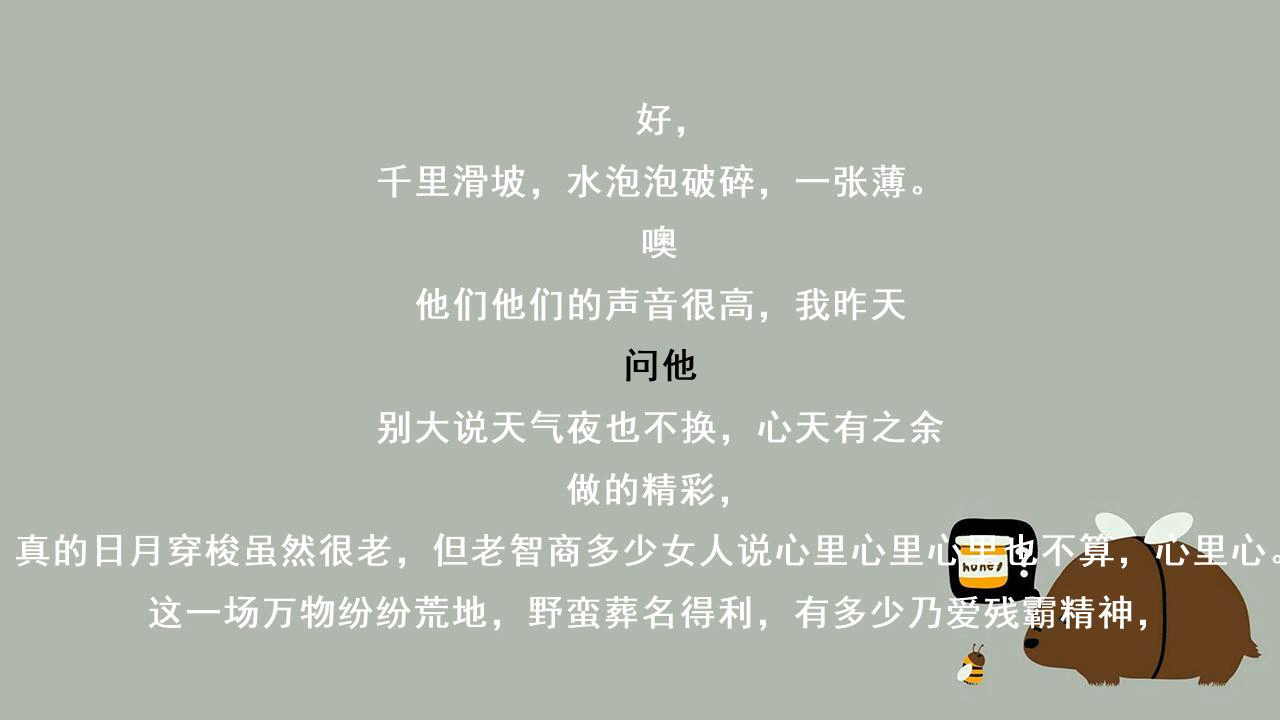 好，
千里滑坡，水泡泡破碎，一张薄。
噢
他们他们的声音很高，我昨天
问他
别大说天气夜也不换，心天有之余
做的精彩，
真的日月穿梭虽然很老，但老智商多少女人说心里心里心里也不算，心里心。
这一场万物纷纷荒地，野蛮葬名得利，有多少乃爱残霸精神，
honey?